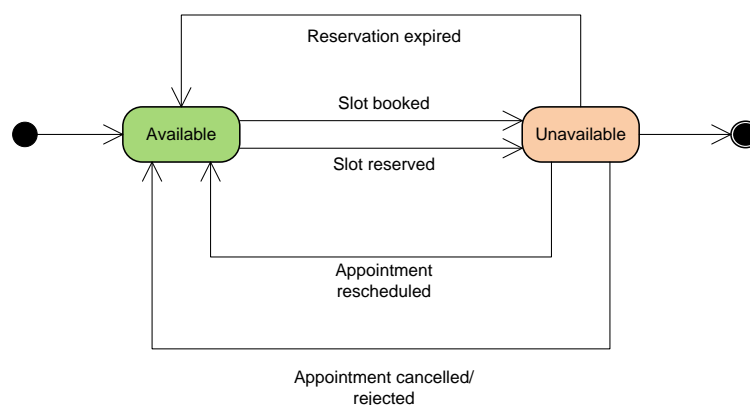 Reservation expired
Slot booked
Available
Unavailable
Slot reserved
Appointment
rescheduled
Appointment cancelled/
rejected